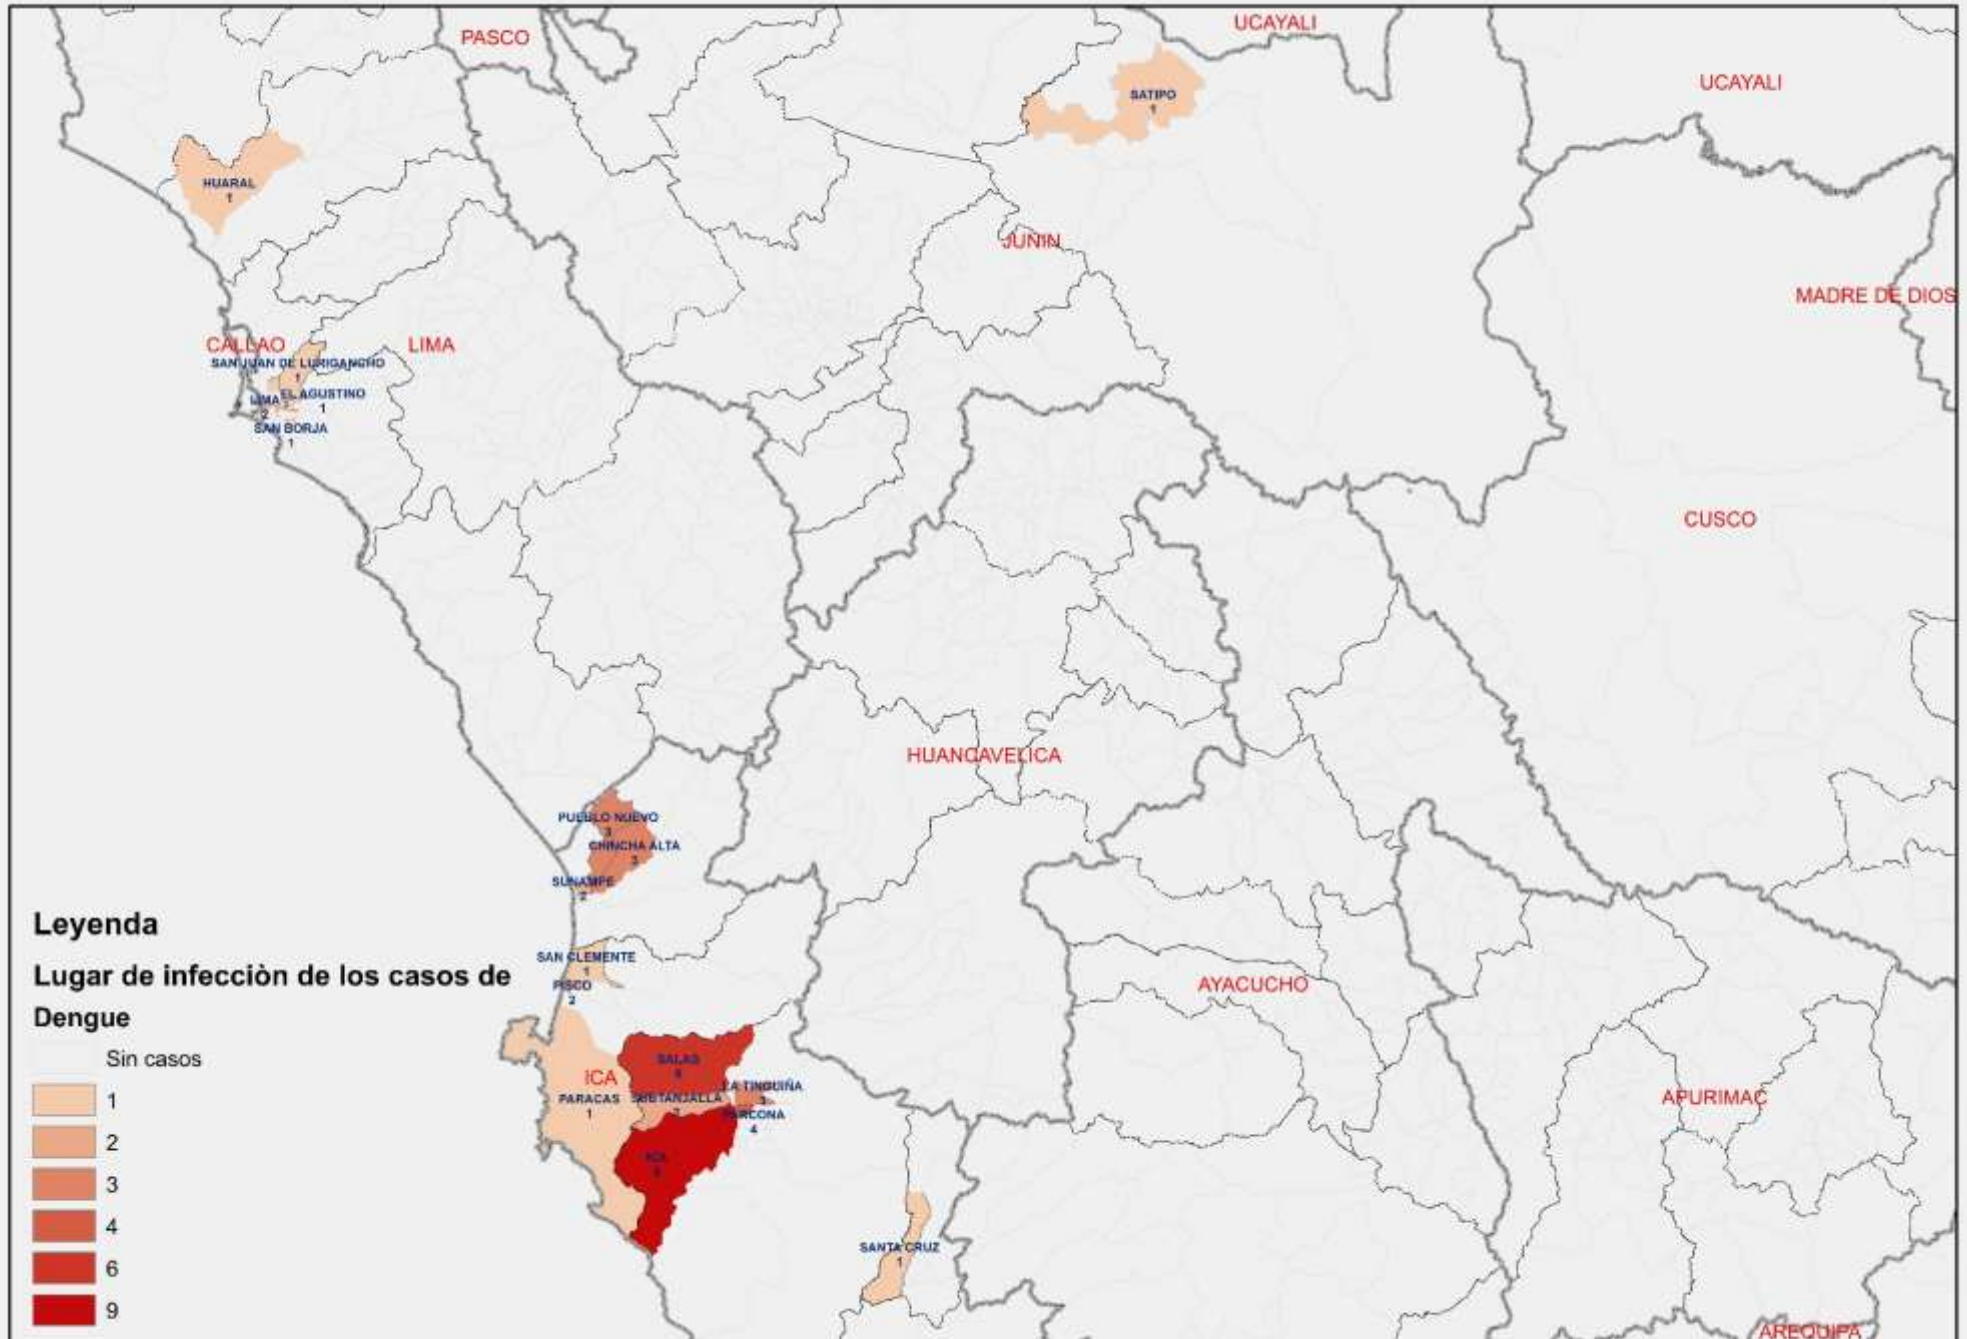 PASCO
UCAYALI
UCAYALI
SATIPO
1
HUARAL
1
JUNIN
MADRE DE DIOS
CALLAO
LIMA
SAN JUAN DE LURIGANCHO
1
LIMA
2
EL AGUSTINO
1
SAN BORJA
1
CUSCO
HUANCAVELICA
PUEBLO NUEVO
3
CHINCHA ALTA
3
SUNAMPE
2
SAN CLEMENTE
1
PISCO
2
AYACUCHO
SALAS
6
ICA
PARACAS
1
SUBTANJALLA
2
LA TINGUIÑA
3
PARCONA
4
ICA
9
APURIMAC
SANTA CRUZ
1
AREQUIPA
Leyenda
Lugar de infecciòn de los casos de
Dengue
Sin casos
1
2
3
4
6
9